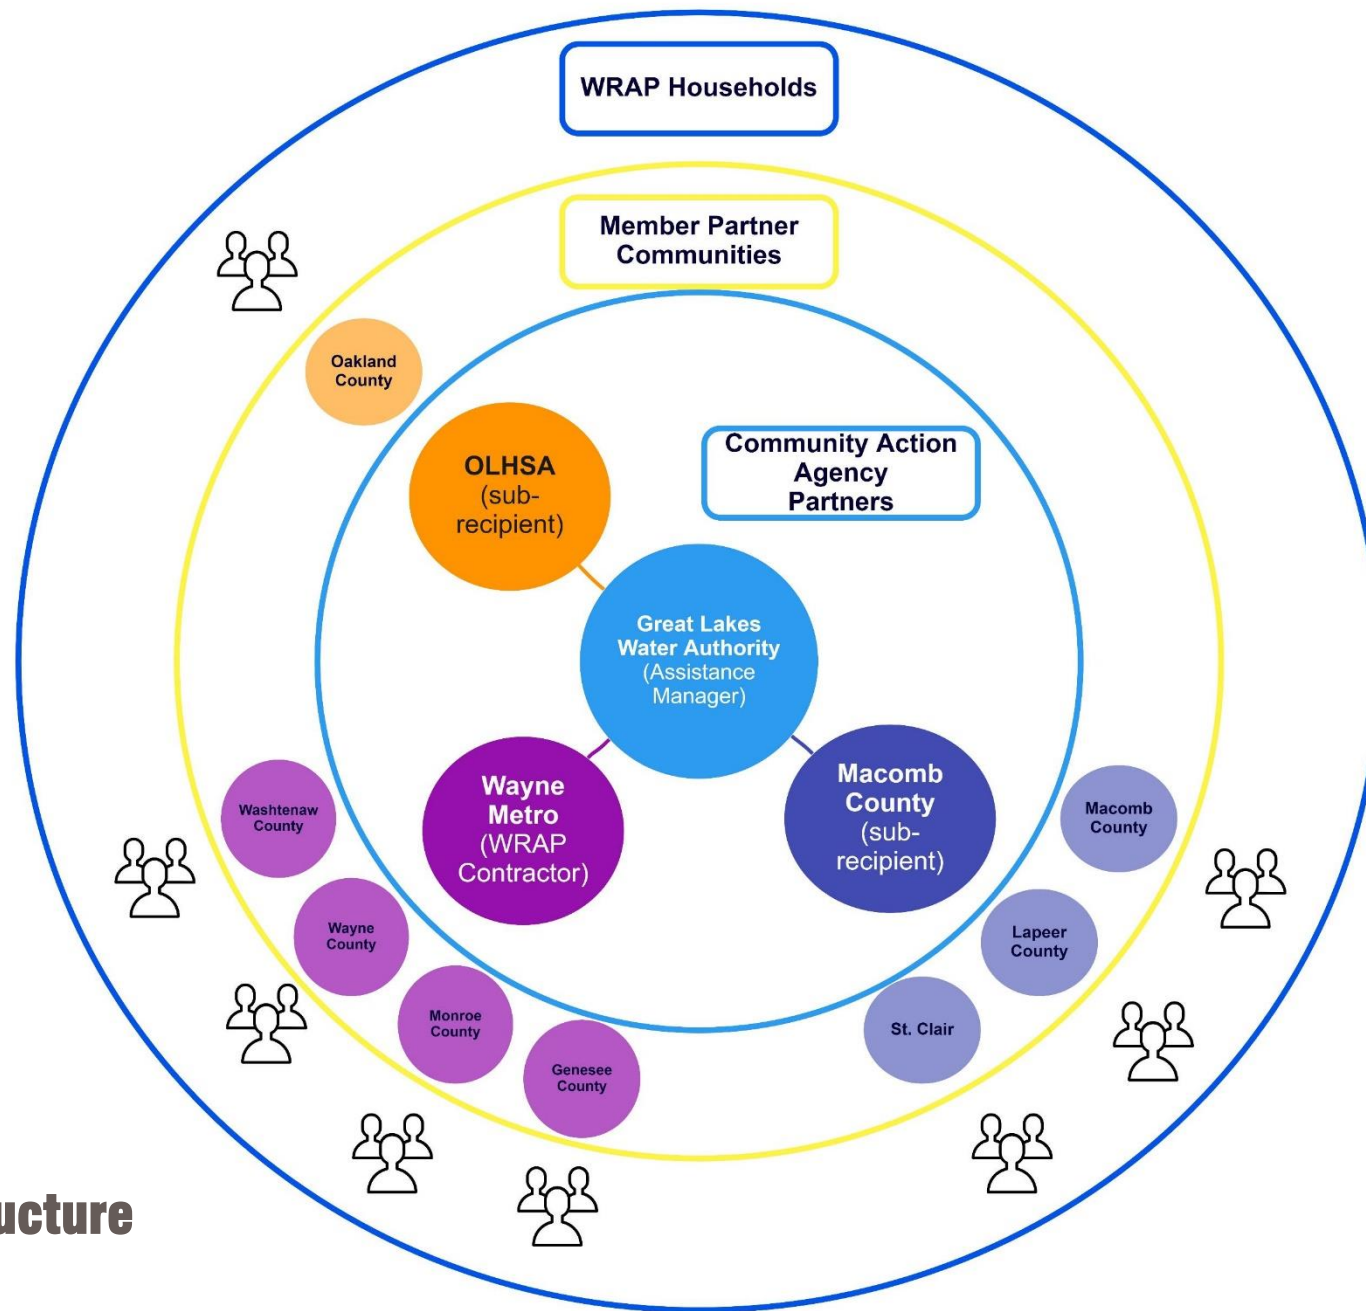 WRAP Households
Member Partner
Communities
Oakland
County
Community Action
Agency
Partners
OLHSA
(sub-
recipient)
Great Lakes
Water Authority
(Assistance
Manager)
Wayne
Metro
(WRAP
Contractor)
Macomb
County
(sub-
recipient)
Washtenaw
County
Wayne
County
Monroe
County
Genesee
County
Macomb
County
Lapeer
County
St. Clair
ucture